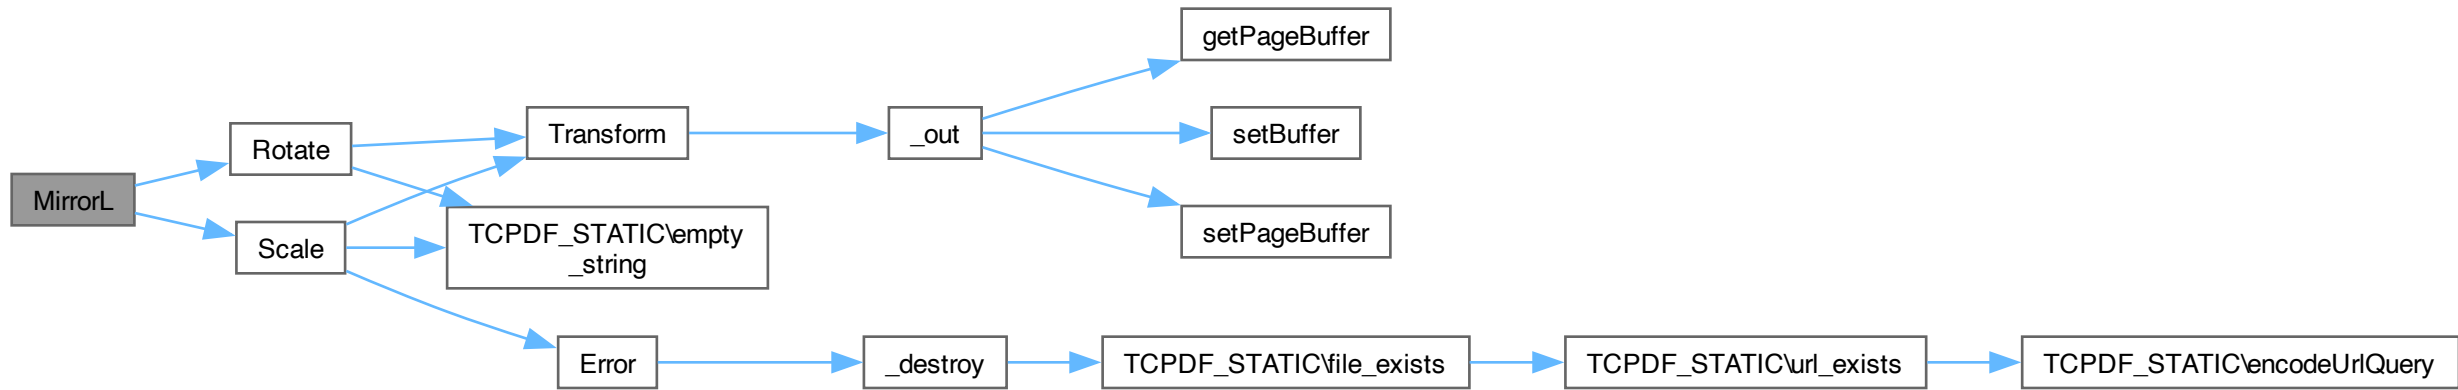 MirrorL
Rotate
Scale
Transform
TCPDF_STATIC\empty
_string
Error
_out
_destroy
getPageBuffer
setBuffer
setPageBuffer
TCPDF_STATIC\file_exists
TCPDF_STATIC\url_exists
TCPDF_STATIC\encodeUrlQuery